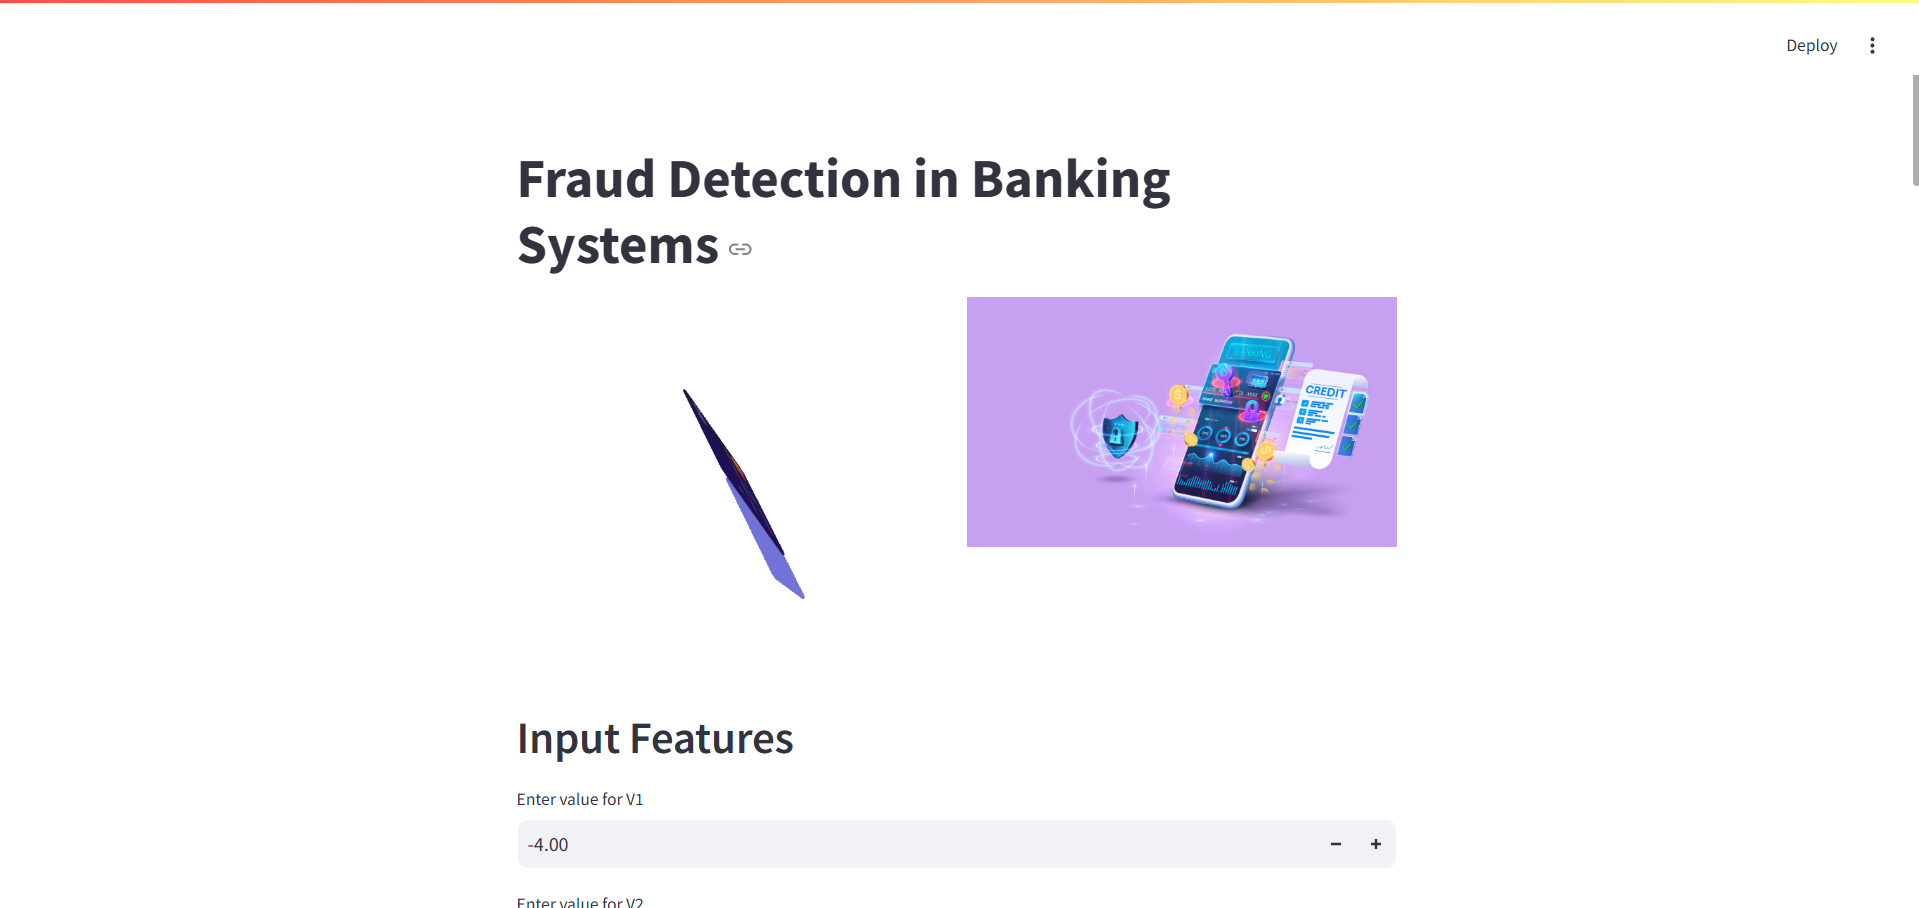 Deploy
Fraud Detection in Banking
Systems
BANKING
CREDIT
Input Features
Enter value for V1
-4.00
Enter value for V2